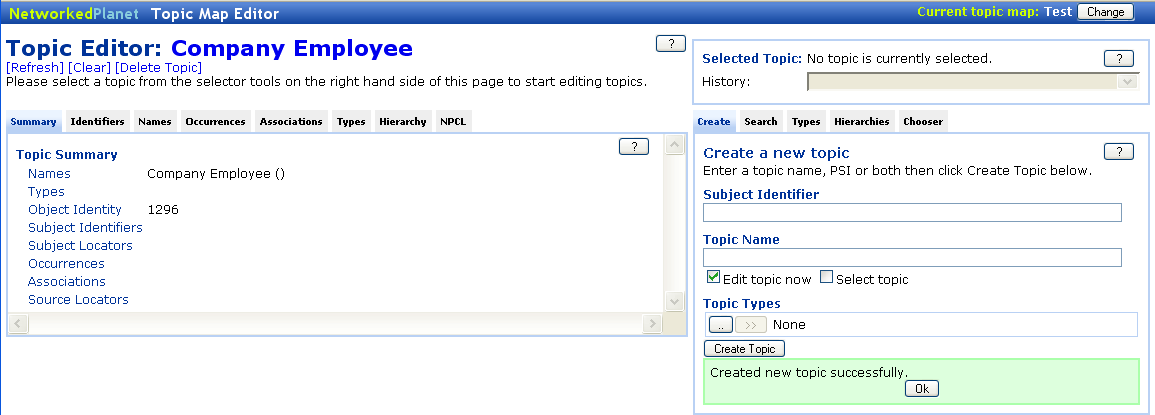 NetworkedPlanet Topic Map Editor
Current topic map: Test Change
Topic Editor: Company Employee
?
[Refresh] [Clear] [Delete Topic]
Please select a topic from the selector tools on the right hand side of this page to start editing topics.
Selected Topic: No topic is currently selected. ?
History:
Summary Identifiers Names Occurrences Associations Types Hierarchy NPCL
?
Topic Summary
Names Company Employee ()
Types
Object Identity 1296
Subject Identifiers
Subject Locators
Occurrences
Associations
Source Locators
Create Search Types Hierarchies Chooser
Create a new topic ?
Enter a topic name, PSI or both then click Create Topic below.
Subject Identifier
Topic Name
Edit topic now Select topic
Topic Types
.. >> None
Create Topic
Created new topic successfully.
Ok